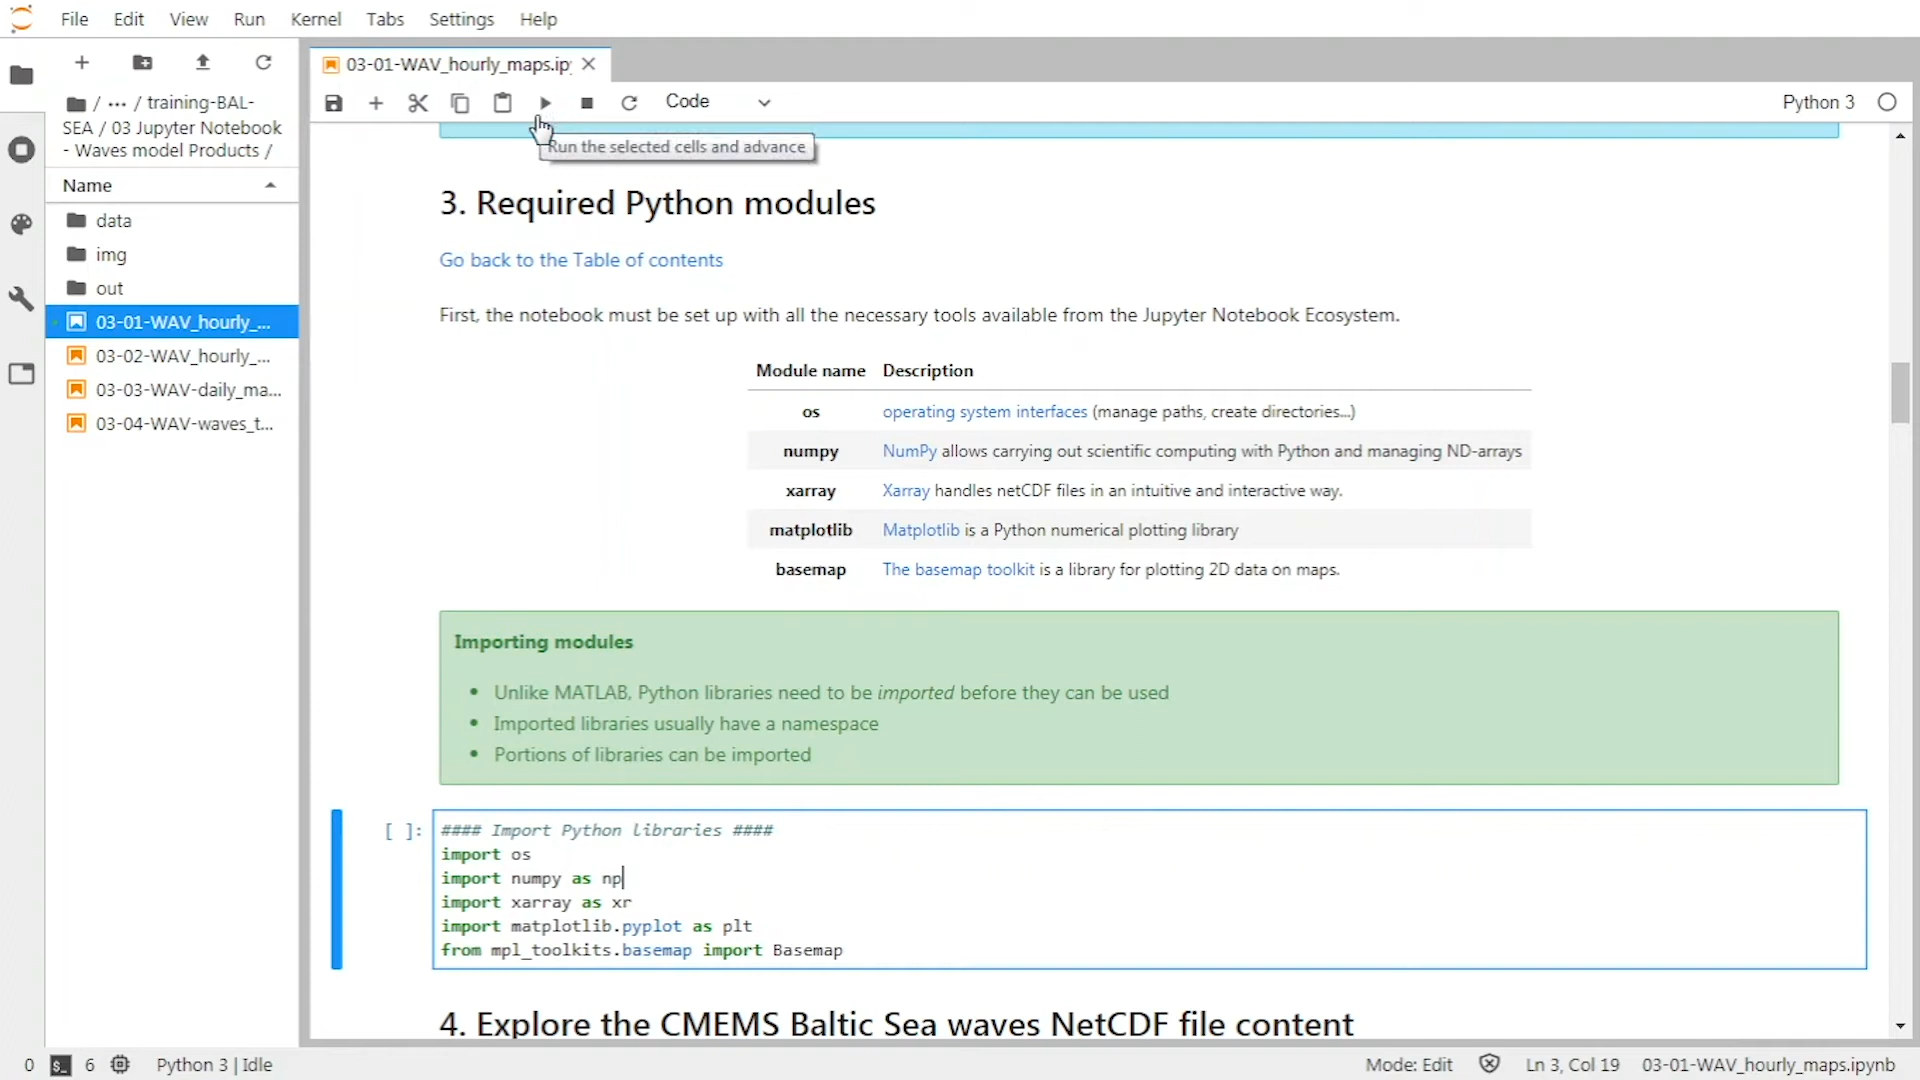 File Edit View Run Kernel Tabs Settings Help
03-01-WAV_hourly_maps.ip
/ ··· / training-BAL-
SEA / 03 Jupyter Notebook
- Waves model Products /
Code
Python 3
Run the selected cells and advance
Name
data
img
out
03-01-WAV_hourly_...
03-02-WAV_hourly_...
03-03-WAV-daily_ma...
03-04-WAV-waves_t...
3. Required Python modules
Go back to the Table of contents
First, the notebook must be set up with all the necessary tools available from the Jupyter Notebook Ecosystem.
Module name Description
os operating system interfaces (manage paths, create directories...)
numpy NumPy allows carrying out scientific computing with Python and managing ND-arrays
xarray Xarray handles netCDF files in an intuitive and interactive way.
matplotlib Matplotlib is a Python numerical plotting library
basemap The basemap toolkit is a library for plotting 2D data on maps.
Importing modules
• Unlike MATLAB, Python libraries need to be imported before they can be used
• Imported libraries usually have a namespace
• Portions of libraries can be imported
[ ]: #### Import Python libraries ####
import os
import numpy as np
import xarray as xr
import matplotlib.pyplot as plt
from mpl_toolkits.basemap import Basemap
4. Explore the CMEMS Baltic Sea waves NetCDF file content
0 $_ 6 Python 3 | Idle Mode: Edit Ln 3, Col 19 03-01-WAV_hourly_maps.ipynb